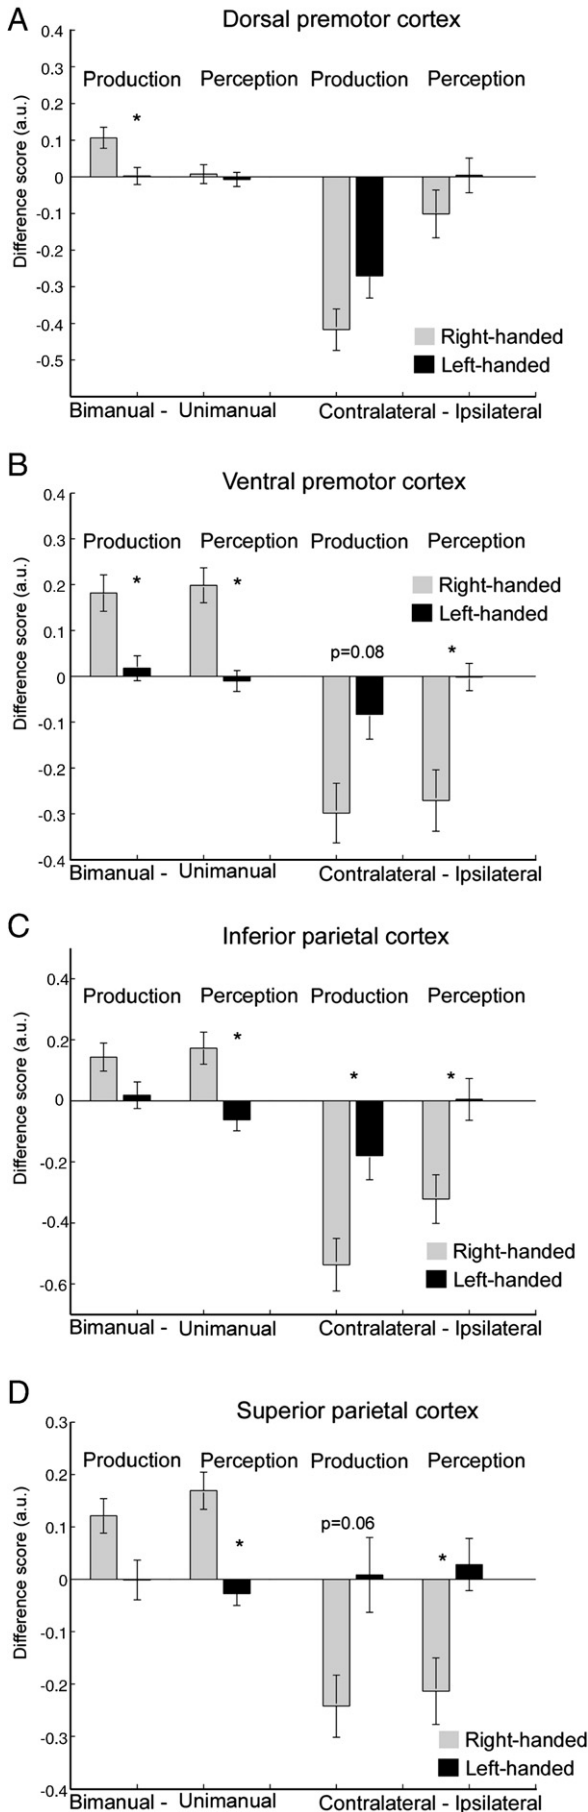 A
Dorsal premotor cortex
0.4
0.3
0.2
0.1
0
-0.1
-0.2
-0.3
-0.4
-0.5
Difference score (a.u.)
Production Perception Production Perception
*
Right-handed
Left-handed
Bimanual - Unimanual Contralateral - Ipsilateral
B
Ventral premotor cortex
0.4
0.3
0.2
0.1
0
-0.1
-0.2
-0.3
-0.4
Difference score (a.u.)
Production Perception Production Perception
* *
Right-handed
Left-handed
p=0.08 *
Bimanual - Unimanual Contralateral - Ipsilateral
C
Inferior parietal cortex
0.4
0.2
0
-0.2
-0.4
-0.6
Difference score (a.u.)
Production Perception Production Perception
*
* *
Right-handed
Left-handed
Bimanual - Unimanual Contralateral - Ipsilateral
D
Superior parietal cortex
0.3
0.2
0.1
0
-0.1
-0.2
-0.3
-0.4
Difference score (a.u.)
Production Perception Production Perception
p=0.06
* *
Right-handed
Left-handed
Bimanual - Unimanual Contralateral - Ipsilateral